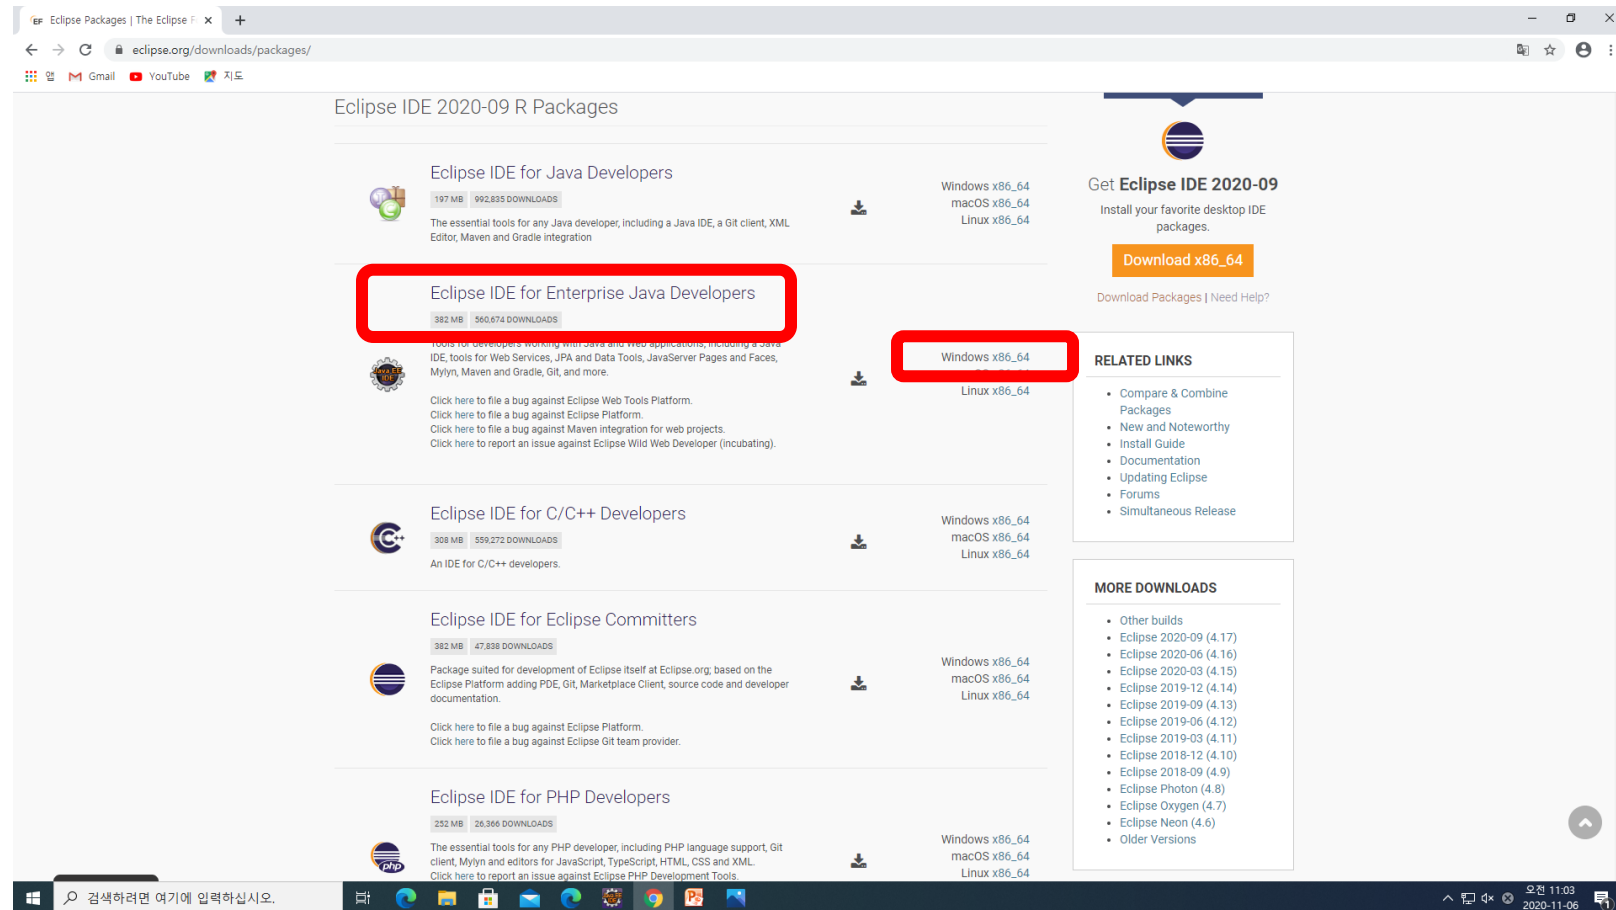 Eclipse Packages | The Eclipse F
eclipse.org/downloads/packages/
앱 Gmail YouTube 지도
Eclipse IDE 2020-09 R Packages
Eclipse IDE for Java Developers
197 MB 992,835 DOWNLOADS
The essential tools for any Java developer, including a Java IDE, a Git client, XML
Editor, Maven and Gradle integration
Windows x86_64
macOS x86_64
Linux x86_64
Eclipse IDE for Enterprise Java Developers
382 MB 560,674 DOWNLOADS
Tools for developers working with Java and Web applications, including a Java
IDE, tools for Web Services, JPA and Data Tools, JavaServer Pages and Faces,
Mylyn, Maven and Gradle, Git, and more.
Click here to file a bug against Eclipse Web Tools Platform.
Click here to file a bug against Eclipse Platform.
Click here to file a bug against Maven integration for web projects.
Click here to report an issue against Eclipse Wild Web Developer (incubating).
Windows x86_64
Linux x86_64
Eclipse IDE for C/C++ Developers
308 MB 559,272 DOWNLOADS
An IDE for C/C++ developers.
Windows x86_64
macOS x86_64
Linux x86_64
Eclipse IDE for Eclipse Committers
382 MB 47,838 DOWNLOADS
Package suited for development of Eclipse itself at Eclipse.org; based on the
Eclipse Platform adding PDE, Git, Marketplace Client, source code and developer
documentation.
Click here to file a bug against Eclipse Platform.
Click here to file a bug against Eclipse Git team provider.
Windows x86_64
macOS x86_64
Linux x86_64
Eclipse IDE for PHP Developers
252 MB 26,366 DOWNLOADS
The essential tools for any PHP developer, including PHP language support, Git
client, Mylyn and editors for JavaScript, TypeScript, HTML, CSS and XML.
Click here to report an issue against Eclipse PHP Development Tools.
php
Windows x86_64
macOS x86_64
Linux x86_64
Get Eclipse IDE 2020-09
Install your favorite desktop IDE
packages.
Download x86_64
Download Packages | Need Help?
RELATED LINKS
Compare & Combine
Packages
New and Noteworthy
Install Guide
Documentation
Updating Eclipse
Forums
Simultaneous Release
MORE DOWNLOADS
Other builds
Eclipse 2020-09 (4.17)
Eclipse 2020-06 (4.16)
Eclipse 2020-03 (4.15)
Eclipse 2019-12 (4.14)
Eclipse 2019-09 (4.13)
Eclipse 2019-06 (4.12)
Eclipse 2019-03 (4.11)
Eclipse 2018-12 (4.10)
Eclipse 2018-09 (4.9)
Eclipse Photon (4.8)
Eclipse Oxygen (4.7)
Eclipse Neon (4.6)
Older Versions
검색하려면 여기에 입력하십시오.
오전 11:03
2020-11-06